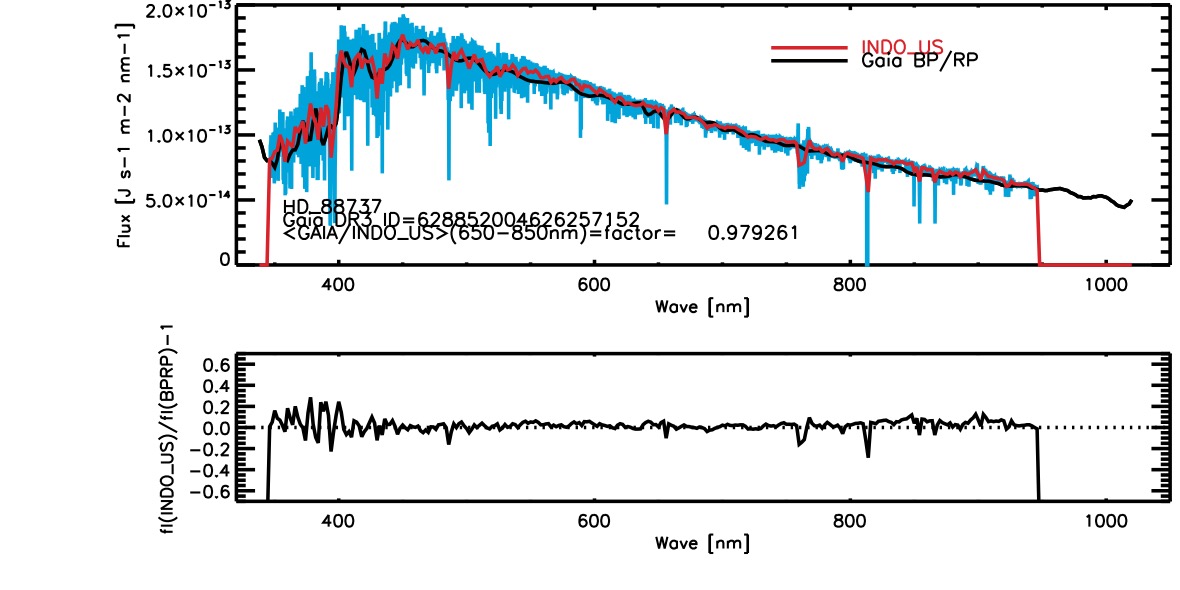 2.0×10−13
1.5×10−13
1.0×10−13
5.0×10−14
0
Flux [J s−1 m−2 nm−1]
INDO_US
Gaia BP/RP
HD_88737
Gaia DR3 ID=628852004626257152
<GAIA/INDO_US>(650−850nm)=factor= 0.979261
400 600 800 1000
Wave [nm]
fl(INDO_US)/fl(BPRP)−1
0.6
0.4
0.2
0.0
−0.2
−0.4
−0.6
400 600 800 1000
Wave [nm]